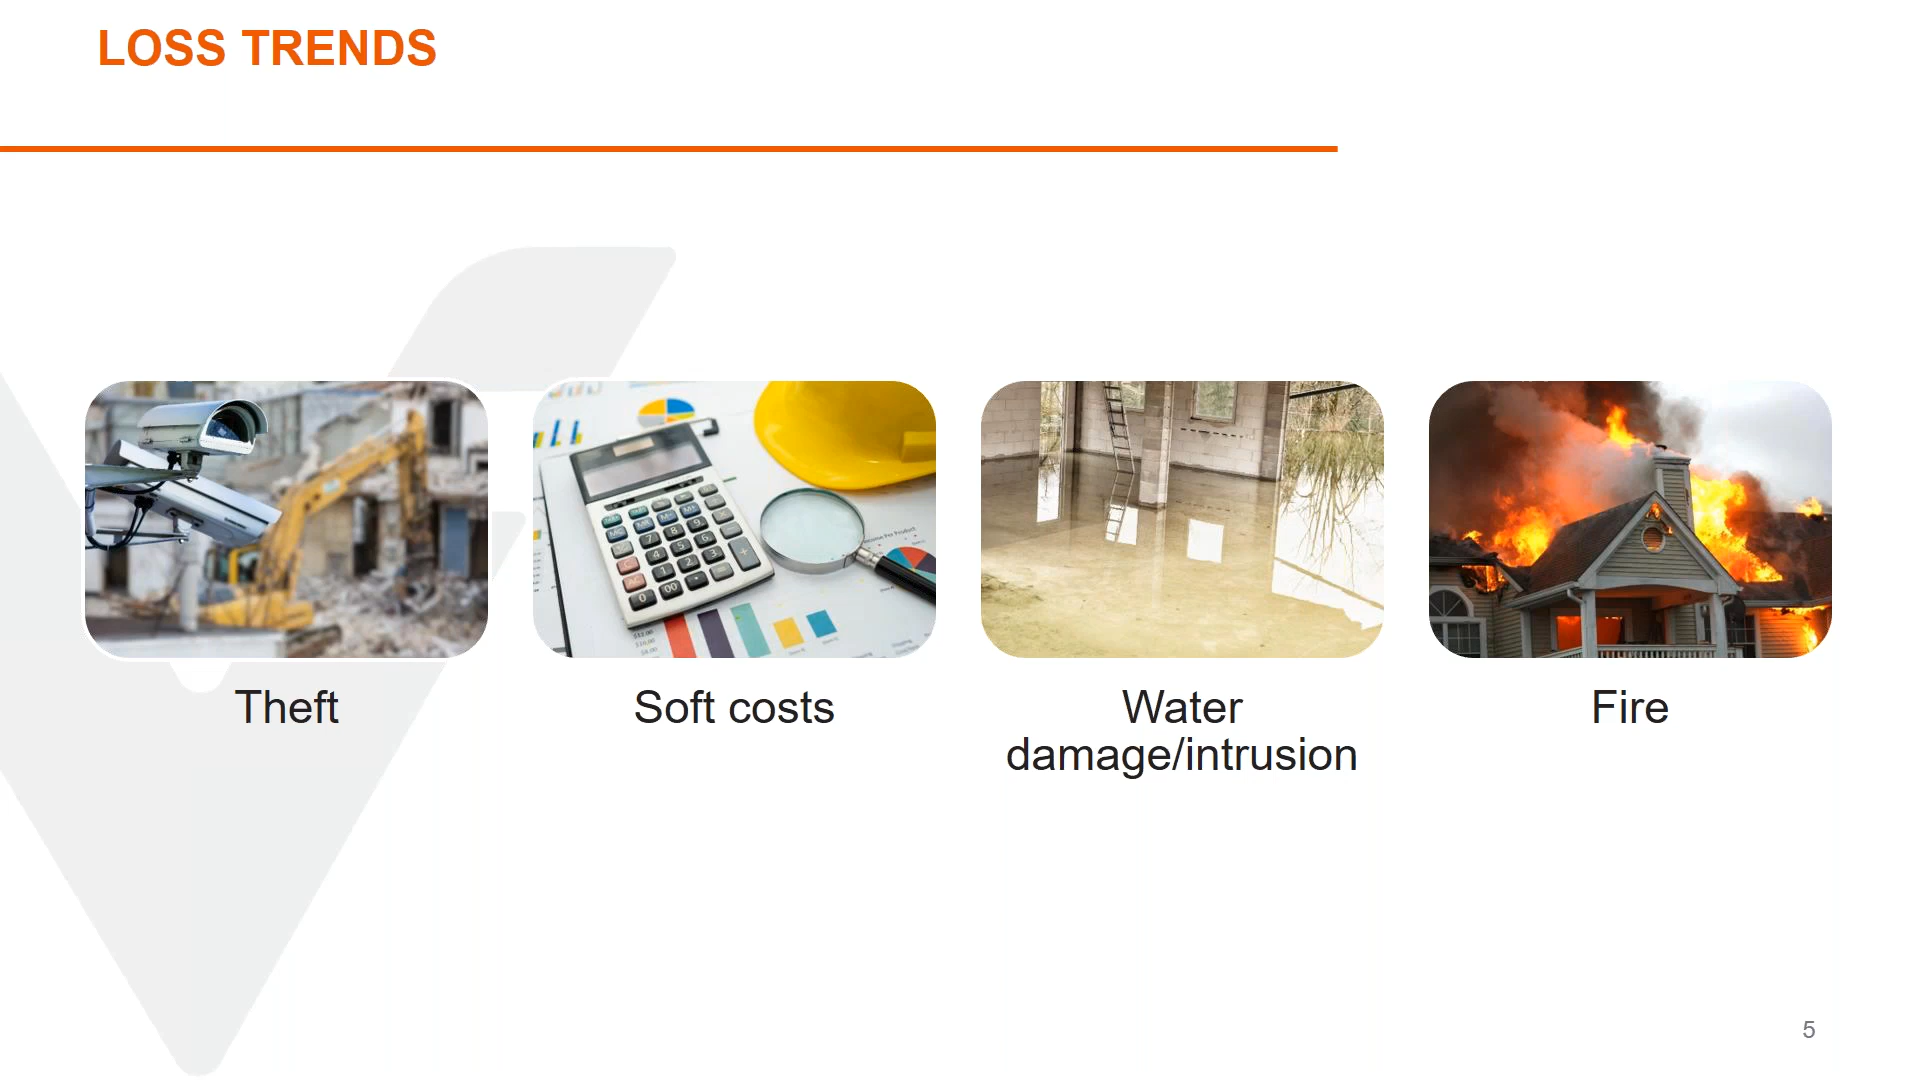 LOSS TRENDS
Theft
Soft costs
Water
damage/intrusion
Fire
5